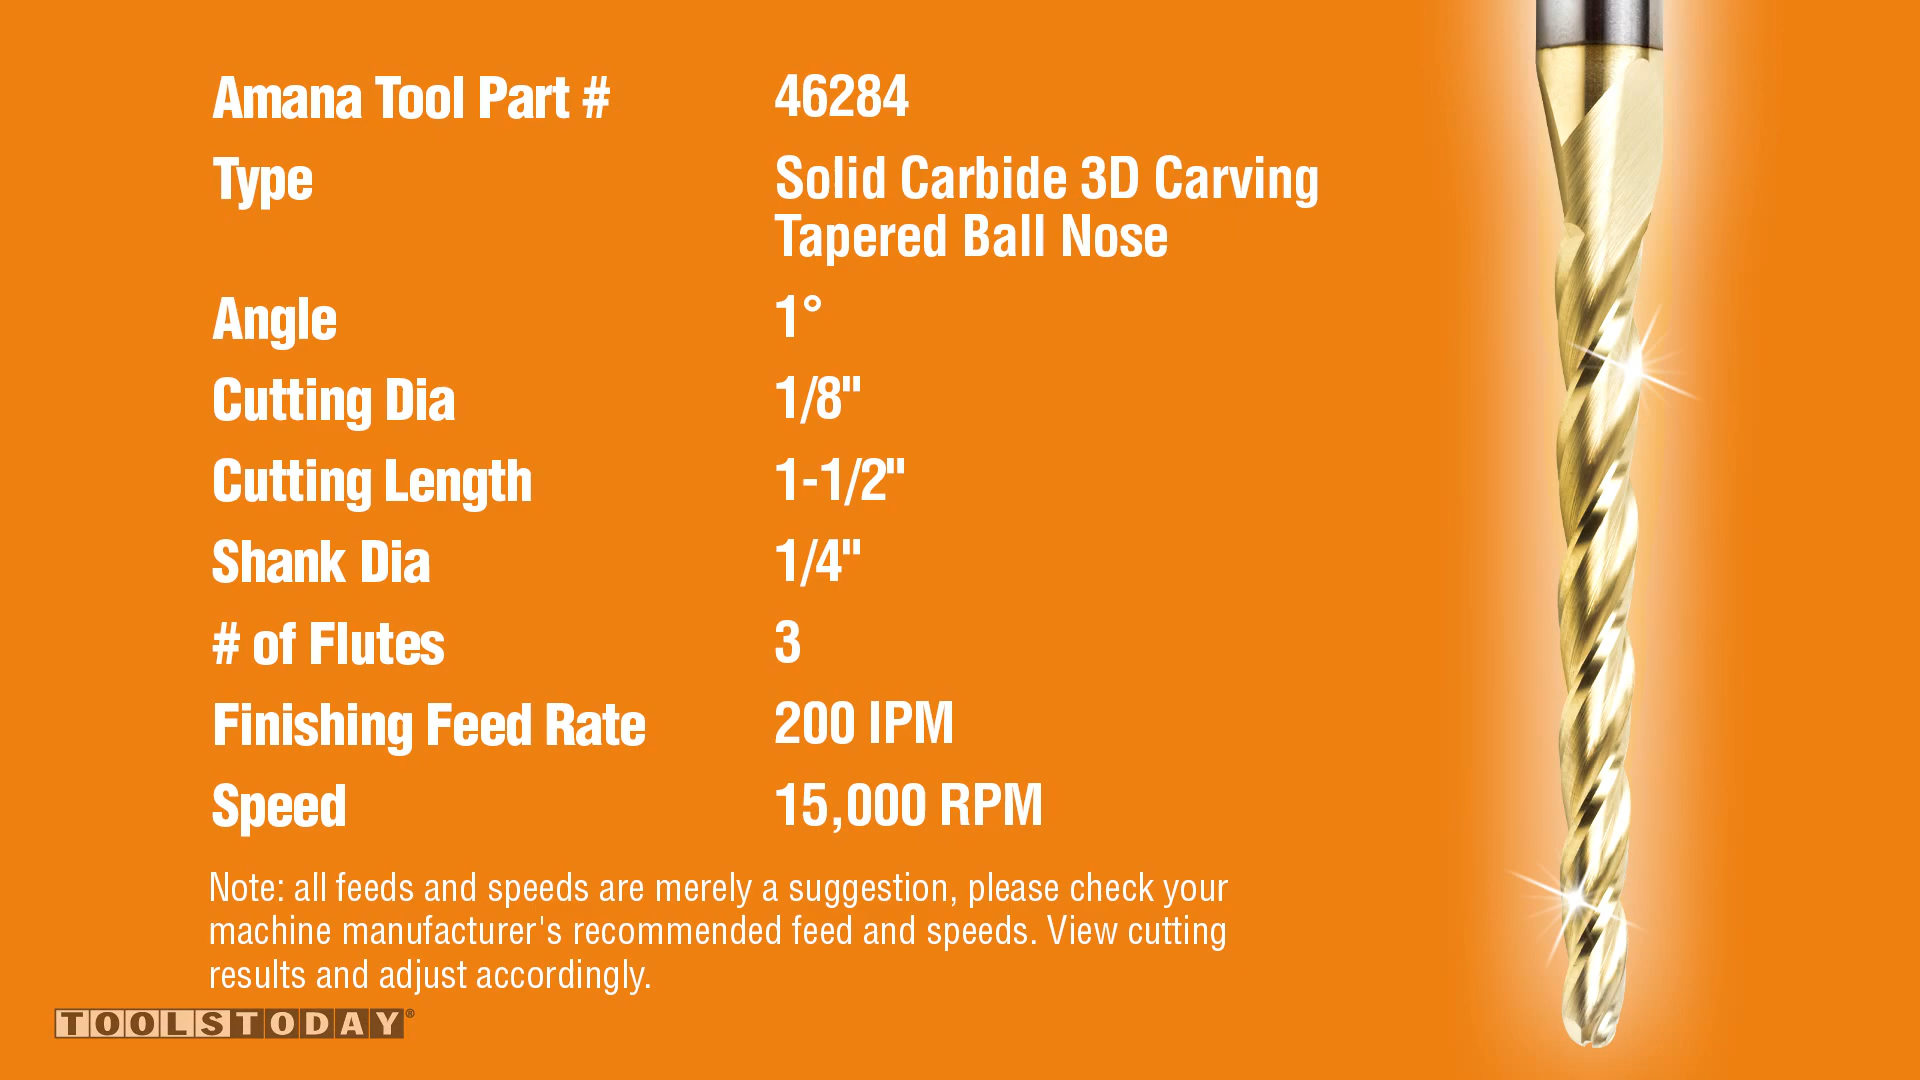 Amana Tool Part # 46284
Type Solid Carbide 3D Carving
Tapered Ball Nose
Angle 1°
Cutting Dia 1/8"
Cutting Length 1-1/2"
Shank Dia 1/4"
# of Flutes 3
Finishing Feed Rate 200 IPM
Speed 15,000 RPM
Note: all feeds and speeds are merely a suggestion, please check your
machine manufacturer's recommended feed and speeds. View cutting
results and adjust accordingly.
TOOLSTODAY®